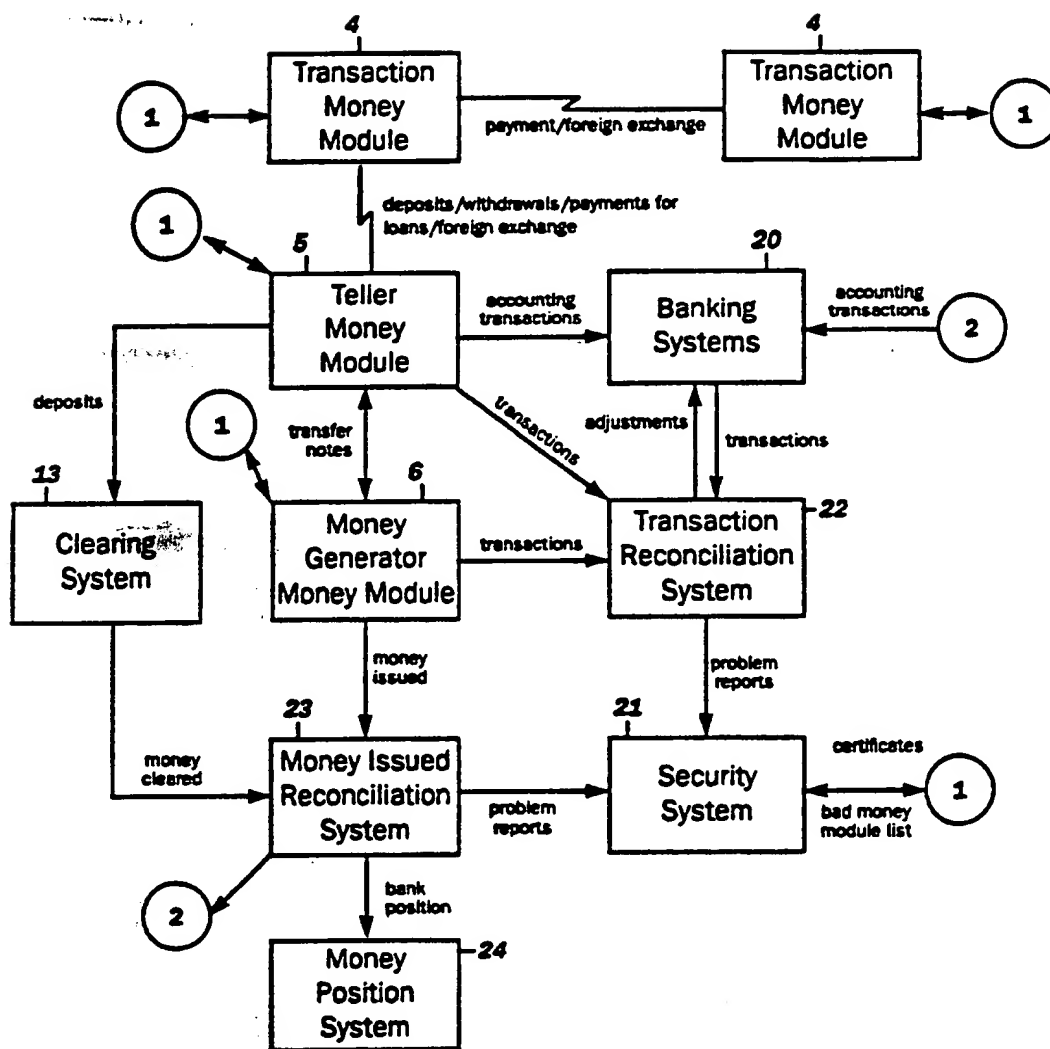 4
4
Transaction
Money
Module
Transaction
Money
Module
1
1
payment/foreign exchange
deposits/withdrawals/payments for
loans/foreign exchange
1
5
20
Teller
Money
Module
accounting
transactions
Banking
Systems
accounting
transactions
2
deposits
1
transfer
notes
transactions
adjustments
transactions
13
6
Clearing
System
Money
Generator
Money Module
transactions
Transaction
Reconciliation
System
22
money
issued
problem
reports
23
21
money
cleared
Money Issued
Reconciliation
System
problem
reports
Security
System
certificates
1
bad money
module list
2
bank
position
Money
Position
System
24